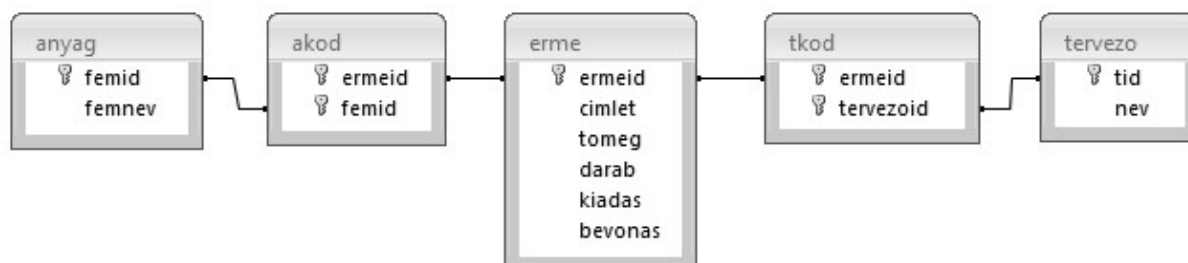 anyag
femid
femnev
akod
ermeid
femid
erme
ermeid
cimlet
tomeg
darab
kiadas
bevonas
tkod
ermeid
tervezoid
tervezo
tid
nev